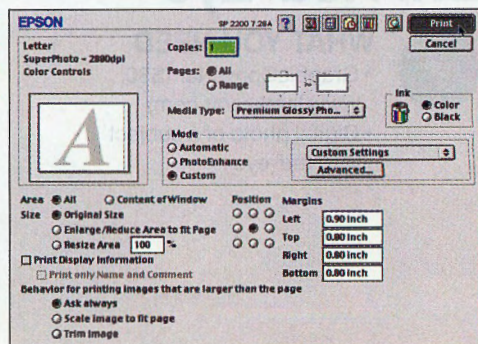 EPSON SP 2200 7.28A ? Print
Letter
SuperPhoto - 2880dpi
Color Controls
Copies: 1
Cancel
Pages: All
Range
A
Media Type: Premium Glossy Pho...
Ink
Color
Black
Mode
Automatic
PhotoEnhance
Custom
Custom Settings
Advanced...
Area All Content of Window
Size Original Size
Enlarge/Reduce Area to fit Page
Resize Area 100 %
Print Display Information
Print only Name and Comment
Position
Margins
Left 0.90 Inch
Top 0.80 Inch
Right 0.80 Inch
Bottom 0.80 Inch
Behavior for printing images that are larger than the page
Ask always
Scale image to fit page
Trim image